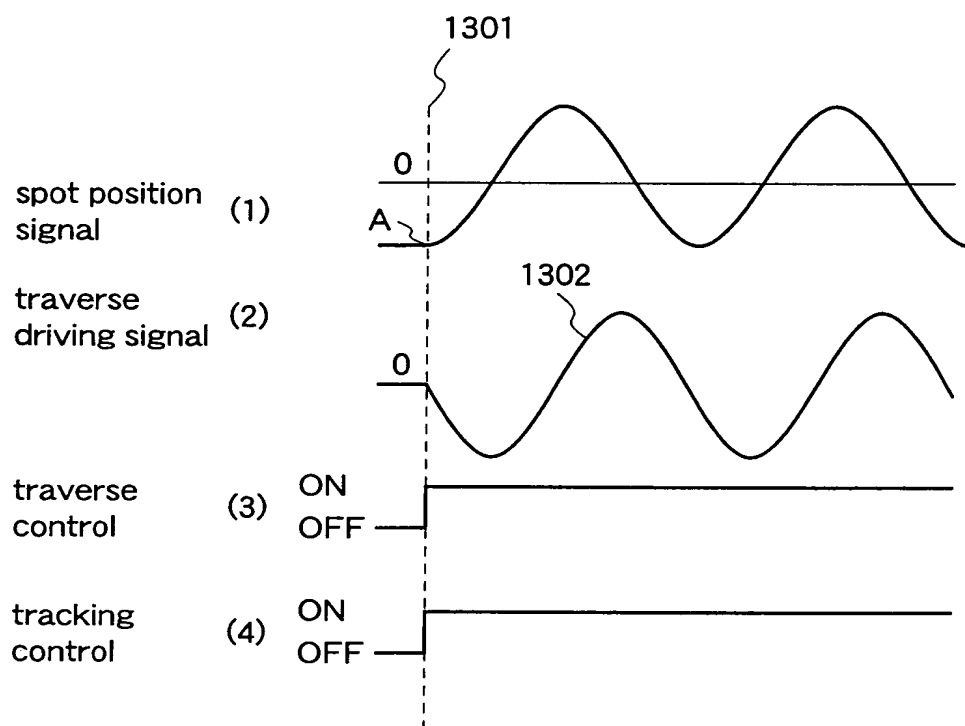 1301
0
spot position
signal
(1)
A
1302
traverse
driving signal
(2)
0
traverse
control
(3)
ON
OFF
tracking
control
(4)
ON
OFF